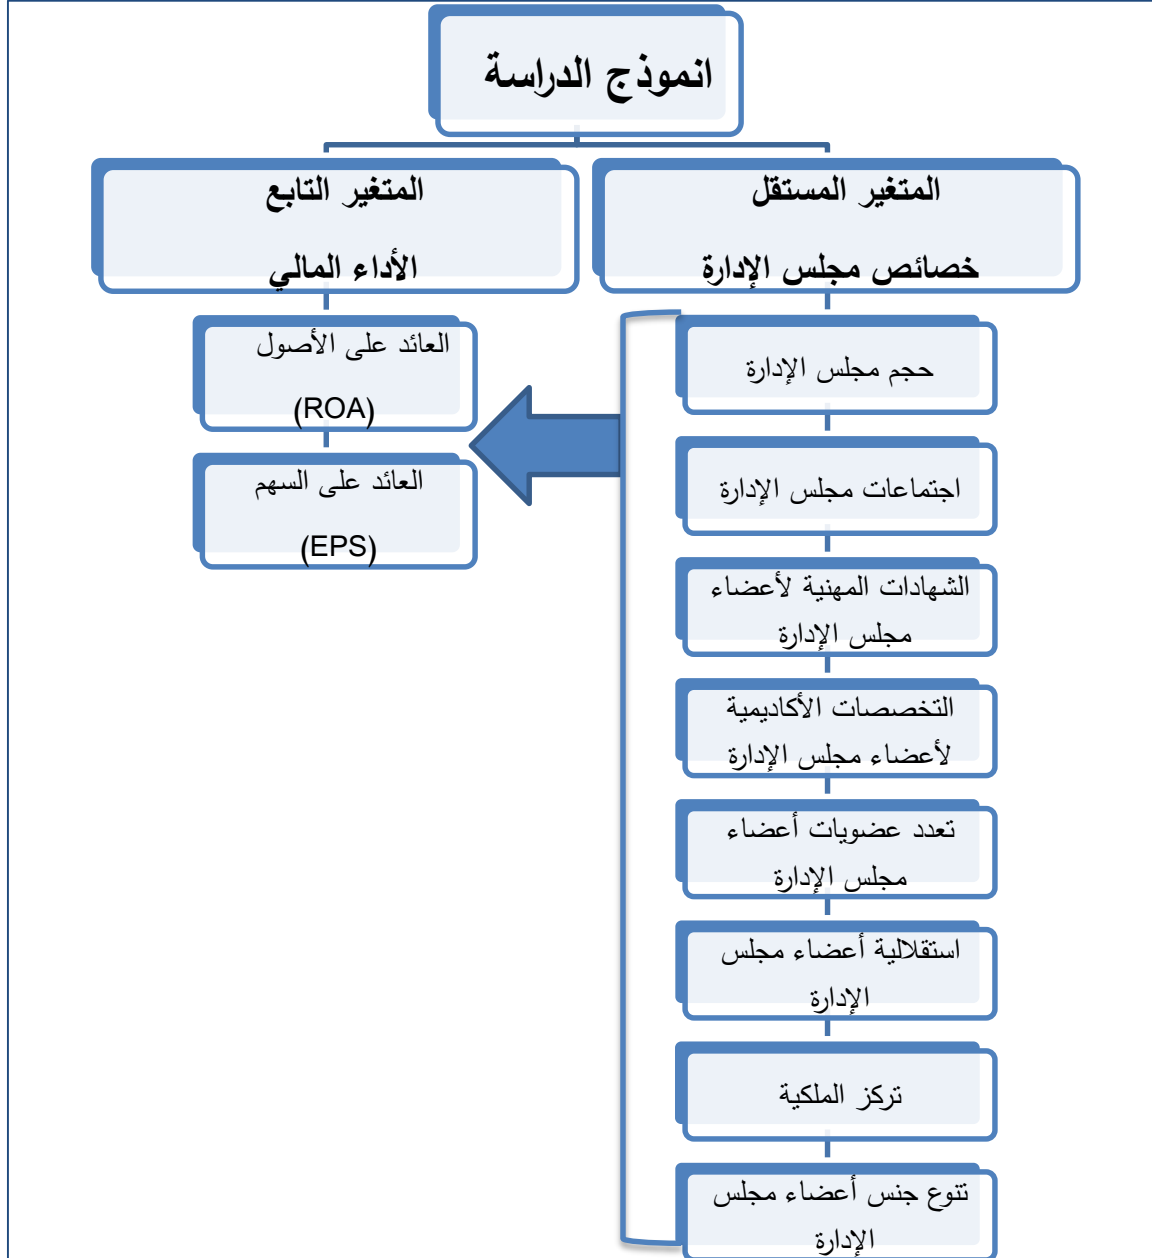 انموذج الدراسة
المتغير المستقل
خصائص مجلس الإدارة
حجم مجلس الإدارة
اجتماعات مجلس الإدارة
الشهادات المهنية لأعضاء
مجلس الإدارة
التخصصات الأكاديمية
لأعضاء مجلس الإدارة
تعدد عضويات أعضاء
مجلس الإدارة
استقلالية أعضاء مجلس
الإدارة
تركز الملكية
تنوع جنس أعضاء مجلس
الإدارة
المتغير التابع
الأداء المالي
العائد على الأصول
(ROA)
العائد على السهم
(EPS)